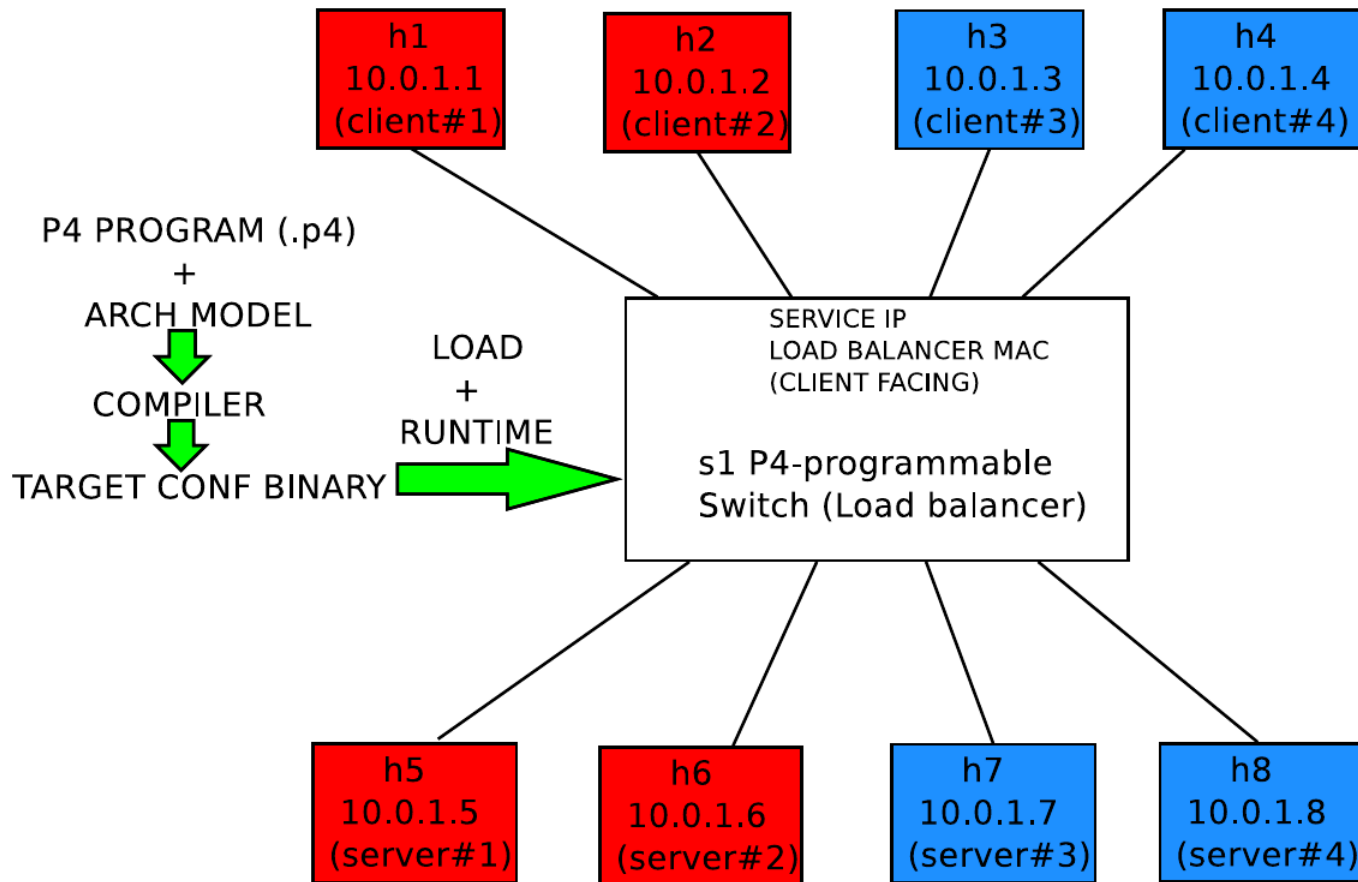 h1
10.0.1.1
(client#1)
h2
10.0.1.2
(client#2)
h3
10.0.1.3
(client#3)
h4
10.0.1.4
(client#4)
P4 PROGRAM (.p4)
+
ARCH MODEL
COMPILER
TARGET CONF BINARY
LOAD
+
RUNTIME
SERVICE IP
LOAD BALANCER MAC
(CLIENT FACING)
s1 P4-programmable
Switch (Load balancer)
h5
10.0.1.5
(server#1)
h6
10.0.1.6
(server#2)
h7
10.0.1.7
(server#3)
h8
10.0.1.8
(server#4)